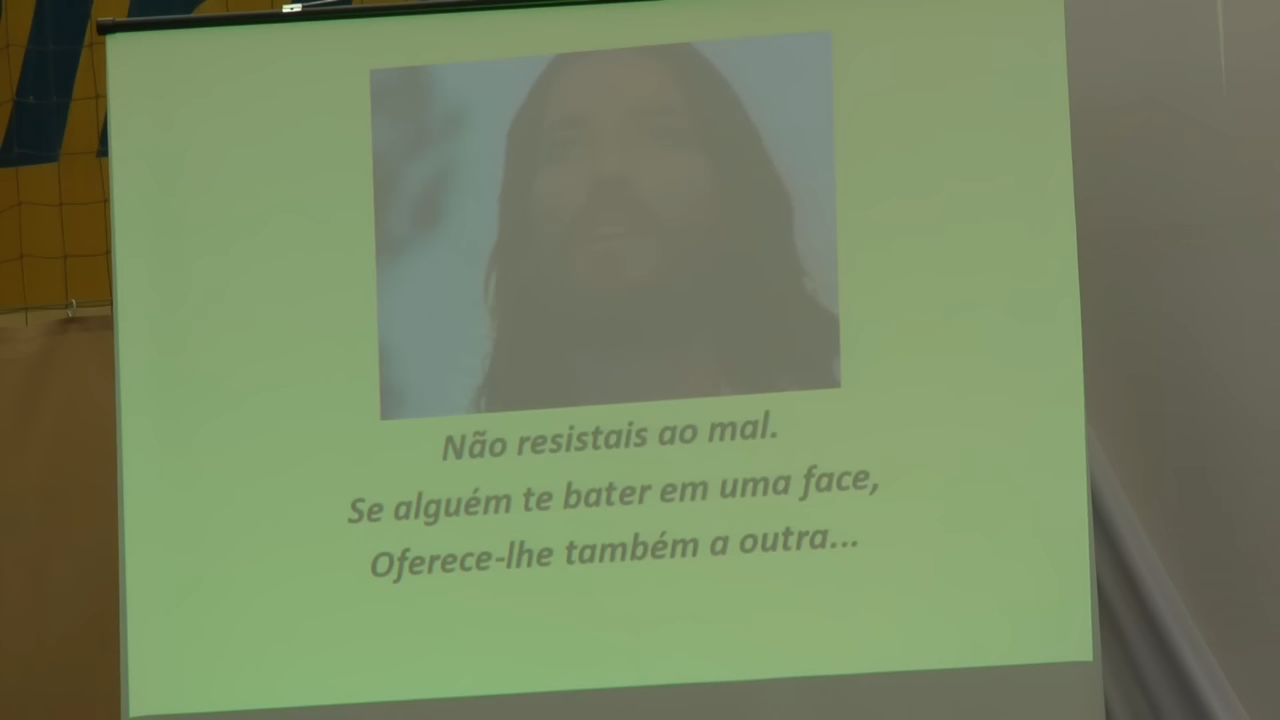 Não resistais ao mal.
Se alguém te bater em uma face,
Oferece-lhe também a outra...